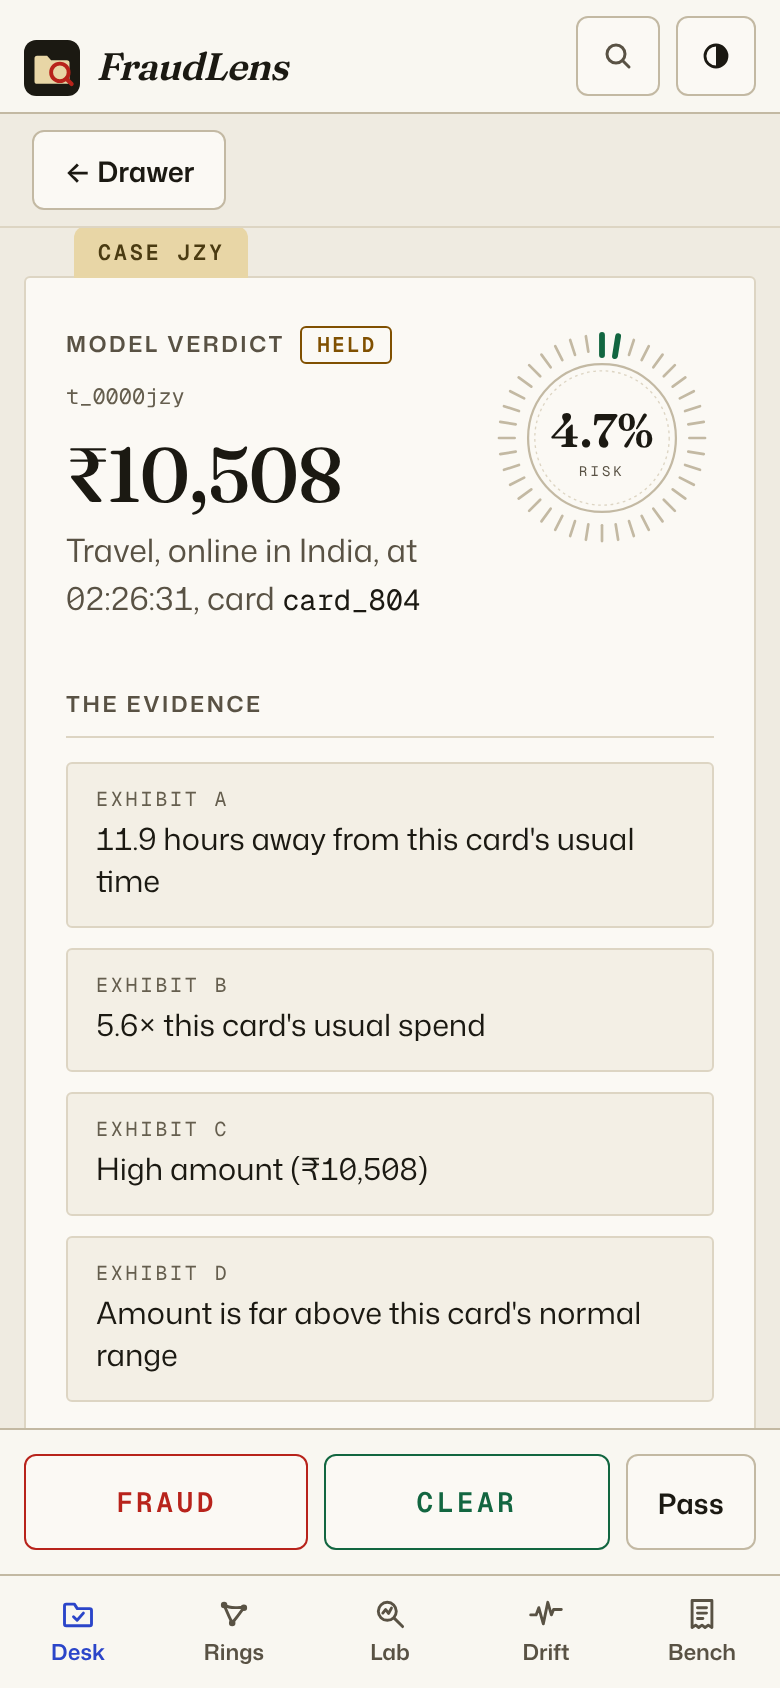 FraudLens
← Drawer
CASE JZY
MODEL VERDICT HELD
t_0000jzy
₹10,508
Travel, online in India, at
02:26:31, card card_804
4.7%
RISK
THE EVIDENCE
EXHIBIT A
11.9 hours away from this card's usual
time
EXHIBIT B
5.6× this card's usual spend
EXHIBIT C
High amount (₹10,508)
EXHIBIT D
Amount is far above this card's normal
range
FRAUD CLEAR Pass
Desk Rings Lab Drift Bench